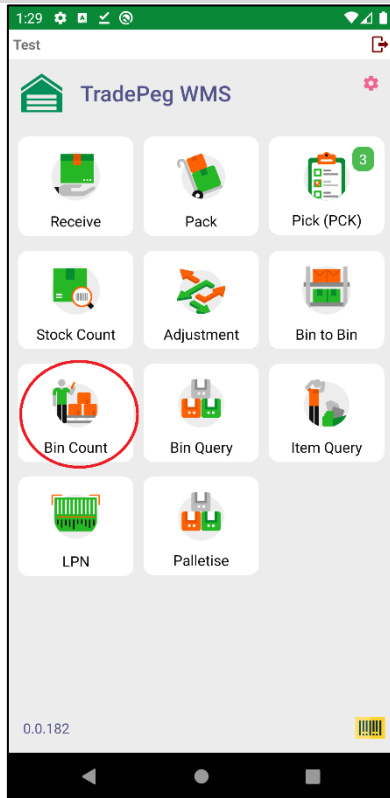 1:29
Test
TradePeg WMS
3
Receive
Pack
Pick (PCK)
Stock Count
Adjustment
Bin to Bin
Bin Count
Bin Query
Item Query
LPN
Palletise
0.0.182